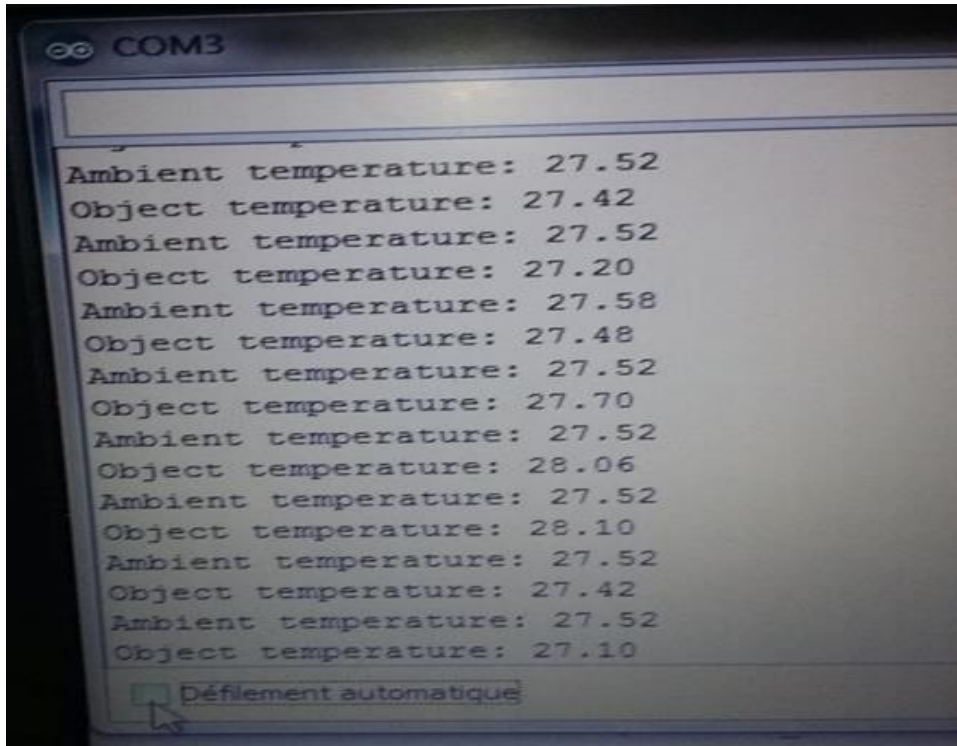 COM3
Ambient temperature: 27.52
Object temperature: 27.42
Ambient temperature: 27.52
Object temperature: 27.20
Ambient temperature: 27.58
Object temperature: 27.48
Ambient temperature: 27.52
Object temperature: 27.70
Ambient temperature: 27.52
Object temperature: 28.06
Ambient temperature: 27.52
Object temperature: 28.10
Ambient temperature: 27.52
Object temperature: 27.42
Ambient temperature: 27.52
Object temperature: 27.10
Défilement automatique